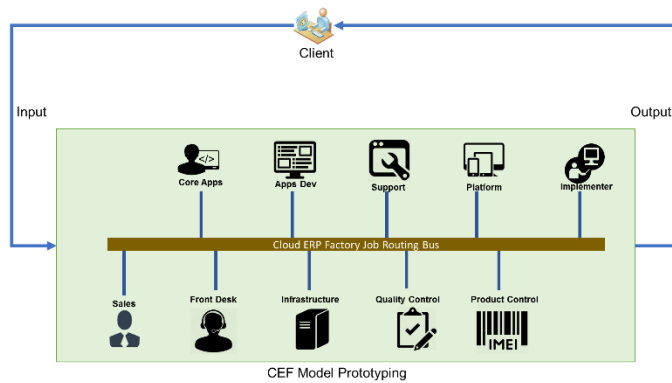 Client
Input
Output
Core Apps
Apps Dev
Support
Platform
Implementer
Cloud ERP Factory Job Routing Bus
Sales
Front Desk
Infrastructure
Quality Control
Product Control
</>
IMEI
CEF Model Prototyping